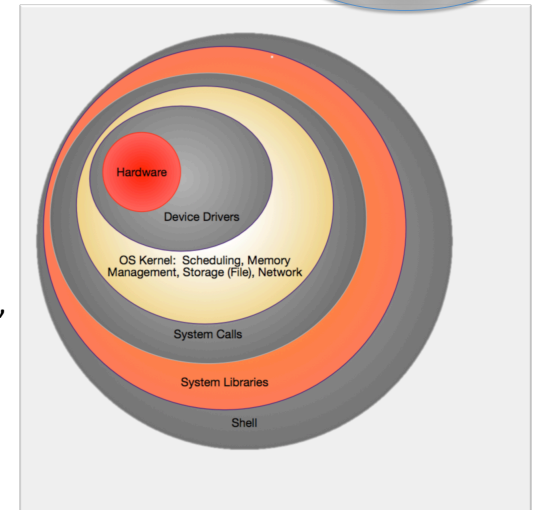 Hardware
Device Drivers
OS Kernel: Scheduling, Memory
Management, Storage (File), Network
,
System Calls
System Libraries
Shell